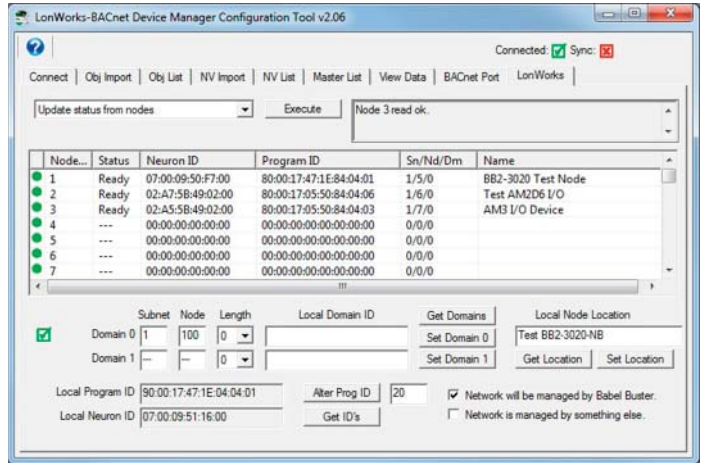 LonWorks-BACnet Device Manager Configuration Tool v2.06
Connected: Sync:
Connect Obj Import Obj List NV Import NV List Master List View Data BACnet Port LonWorks
Update status from nodes Execute Node 3 read ok.
Node... Status Neuron ID Program ID Sn/Nd/Dm Name
1 Ready 07:00:09:50:F7:00 80:00:17:47:1E:84:04:01 1/5/0 BB2-3020 Test Node
2 Ready 02:A7:5B:49:02:00 80:00:17:05:50:84:04:06 1/6/0 Test AM2D6 I/O
3 Ready 02:A5:5B:49:02:00 80:00:17:05:50:84:04:03 1/7/0 AM3 I/O Device
4 --- 00:00:00:00:00:00 00:00:00:00:00:00:00:00 0/0/0
5 --- 00:00:00:00:00:00 00:00:00:00:00:00:00:00 0/0/0
6 --- 00:00:00:00:00:00 00:00:00:00:00:00:00:00 0/0/0
7 --- 00:00:00:00:00:00 00:00:00:00:00:00:00:00 0/0/0
Subnet Node Length Local Domain ID Get Domains Local Node Location
Domain 0 1 100 0 Set Domain 0 Test BB2-3020-NB
Domain 1 -- -- 0 Set Domain 1 Get Location Set Location
Local Program ID 90:00:17:47:1E:04:04:01 Alter Prog ID 20 Network will be managed by Babel Buster.
Local Neuron ID 07:00:09:51:16:00 Get ID's Network is managed by something else.